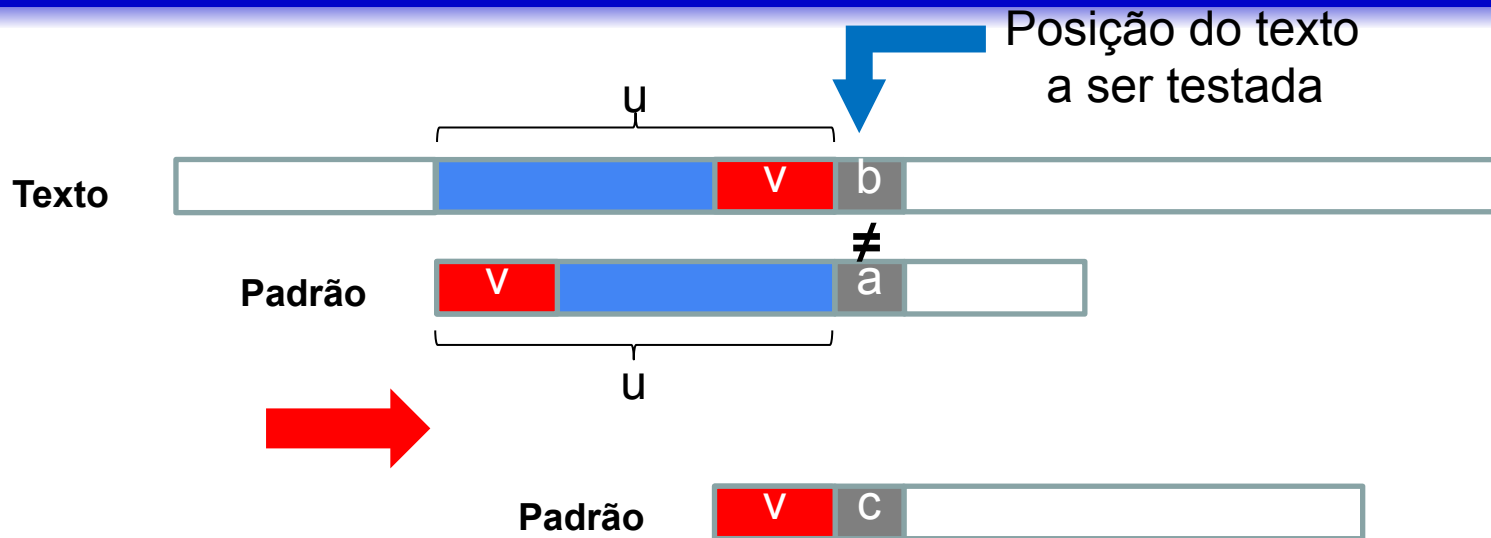 Posição do texto
a ser testada
u
Texto
v b
≠
Padrão
v a
u
Padrão
v c